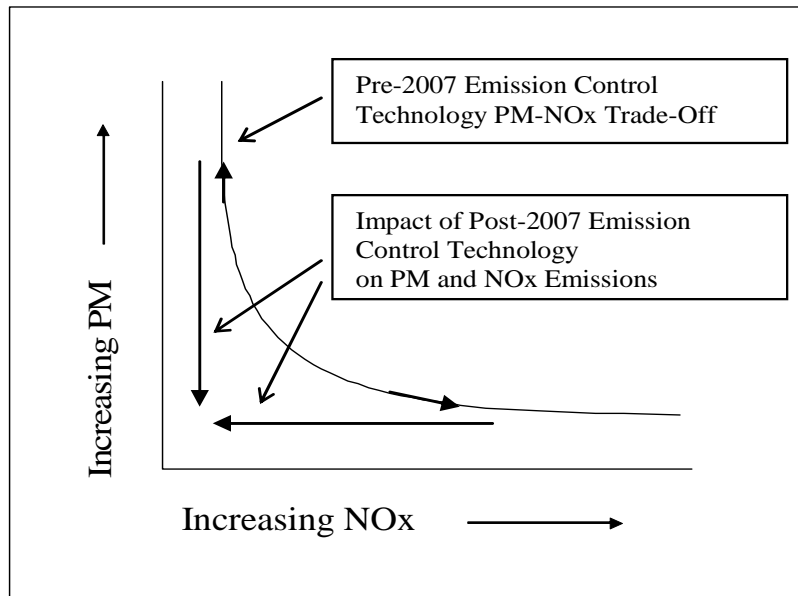 Pre-2007 Emission Control
Technology PM-NOx Trade-Off
Impact of Post-2007 Emission
Control Technology
on PM and NOx Emissions
Increasing PM
Increasing NOx